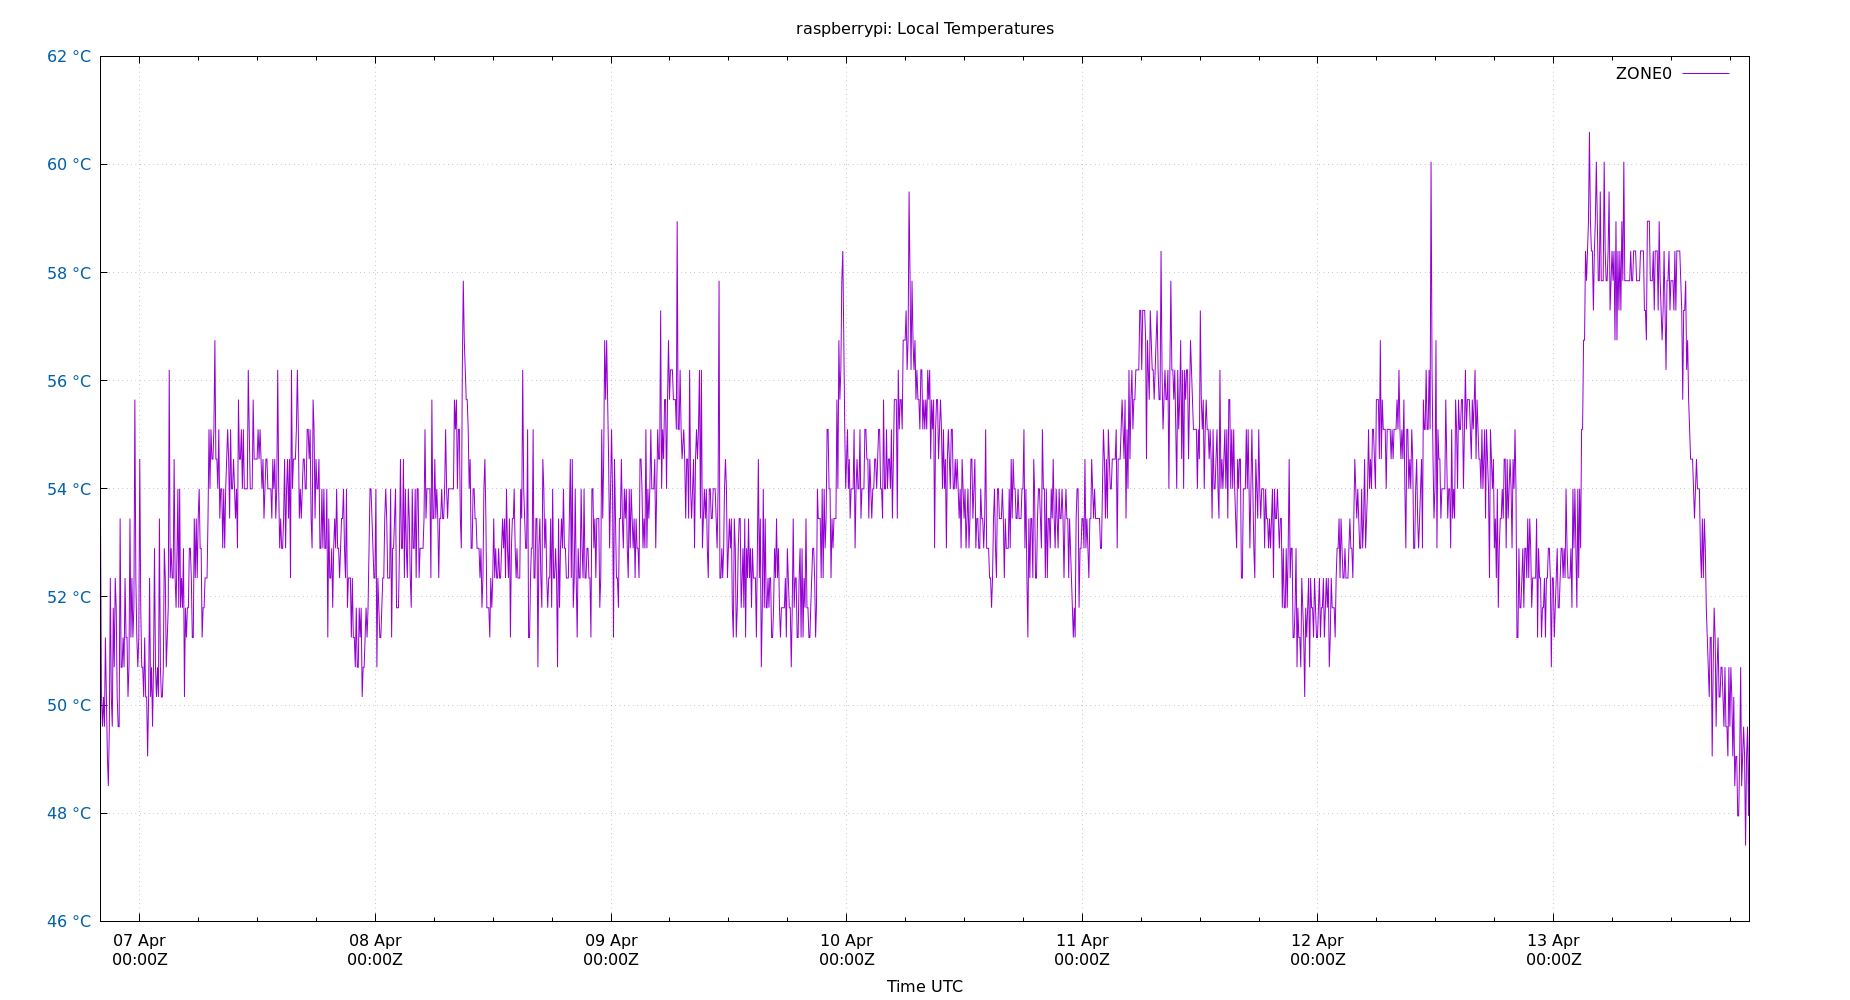 raspberrypi: Local Temperatures
62 °C
ZONE0
60 °C
58 °C
56 °C
54 °C
52 °C
50 °C
48 °C
46 °C
07 Apr 08 Apr 09 Apr 10 Apr 11 Apr 12 Apr 13 Apr
00:00Z 00:00Z 00:00Z 00:00Z 00:00Z 00:00Z 00:00Z
Time UTC